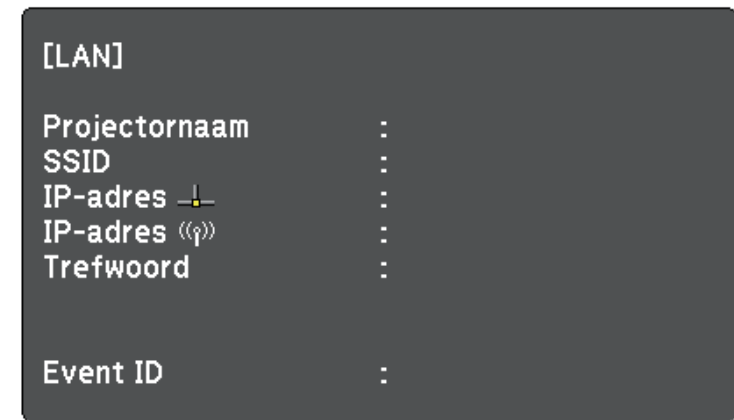 [LAN]
Projectornaam :
SSID :
IP-adres :
IP-adres :
Trefwoord :
Event ID :